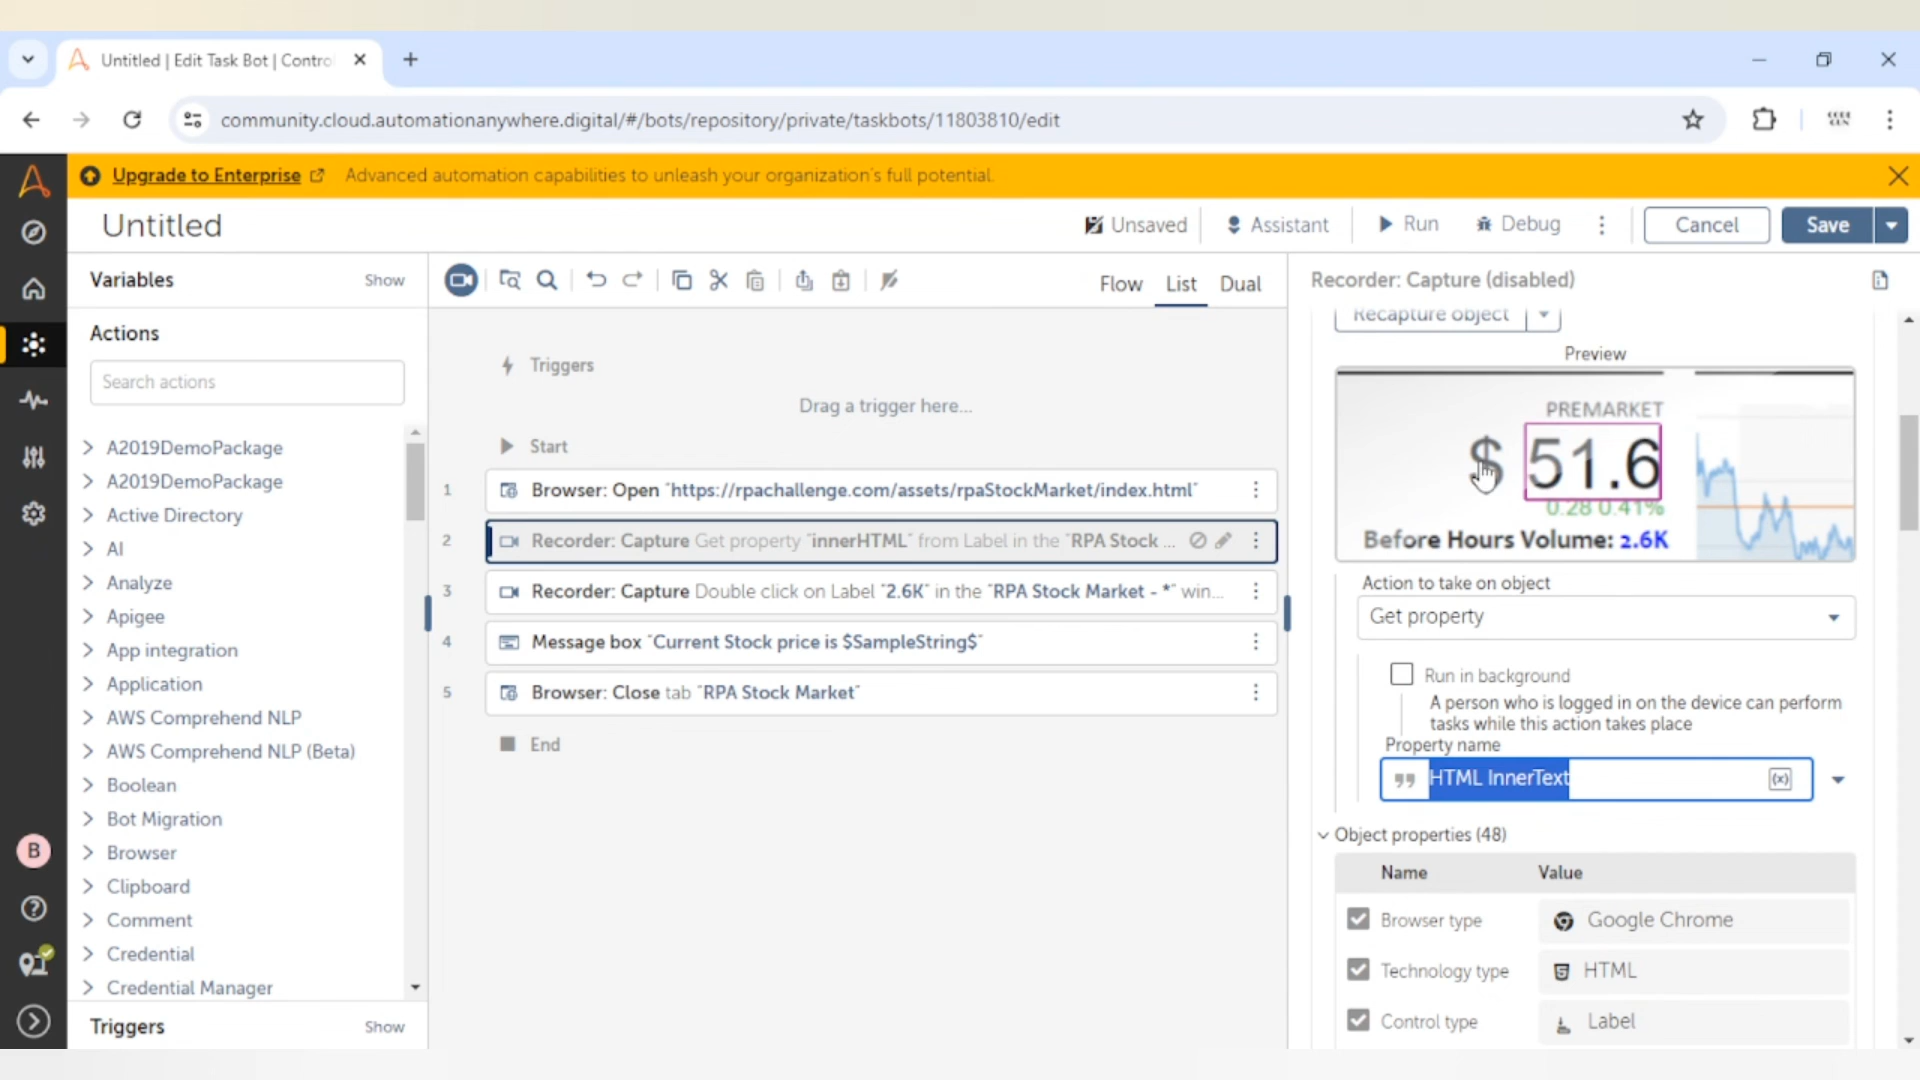 Untitled | Edit Task Bot | Contro
community.cloud.automationanywhere.digital/#/bots/repository/private/taskbots/11803810/edit
Upgrade to Enterprise
Advanced automation capabilities to unleash your organization's full potential.
Untitled
Unsaved
Assistant
Run
Debug
Cancel
Save
Variables
Show
Actions
Search actions
A2019DemoPackage
A2019DemoPackage
Active Directory
AI
Analyze
Apigee
App integration
Application
AWS Comprehend NLP
AWS Comprehend NLP (Beta)
Boolean
Bot Migration
Browser
Clipboard
Comment
Credential
Credential Manager
Triggers
Show
B
Flow
List
Dual
Triggers
Drag a trigger here...
Start
1 Browser: Open "https://rpachallenge.com/assets/rpaStockMarket/index.html"
2 Recorder: Capture Get property "innerHTML" from Label in the "RPA Stock ...
3 Recorder: Capture Double click on Label "2.6K" in the "RPA Stock Market - *" win...
4 Message box "Current Stock price is $SampleString$"
5 Browser: Close tab "RPA Stock Market"
End
Recorder: Capture (disabled)
Recapture object
Preview
PREMARKET
$ 51.6
0.28 0.41%
Before Hours Volume: 2.6K
Action to take on object
Get property
Run in background
A person who is logged in on the device can perform
tasks while this action takes place
Property name
HTML InnerText
(x)
Object properties (48)
Name Value
Browser type Google Chrome
Technology type HTML
Control type Label